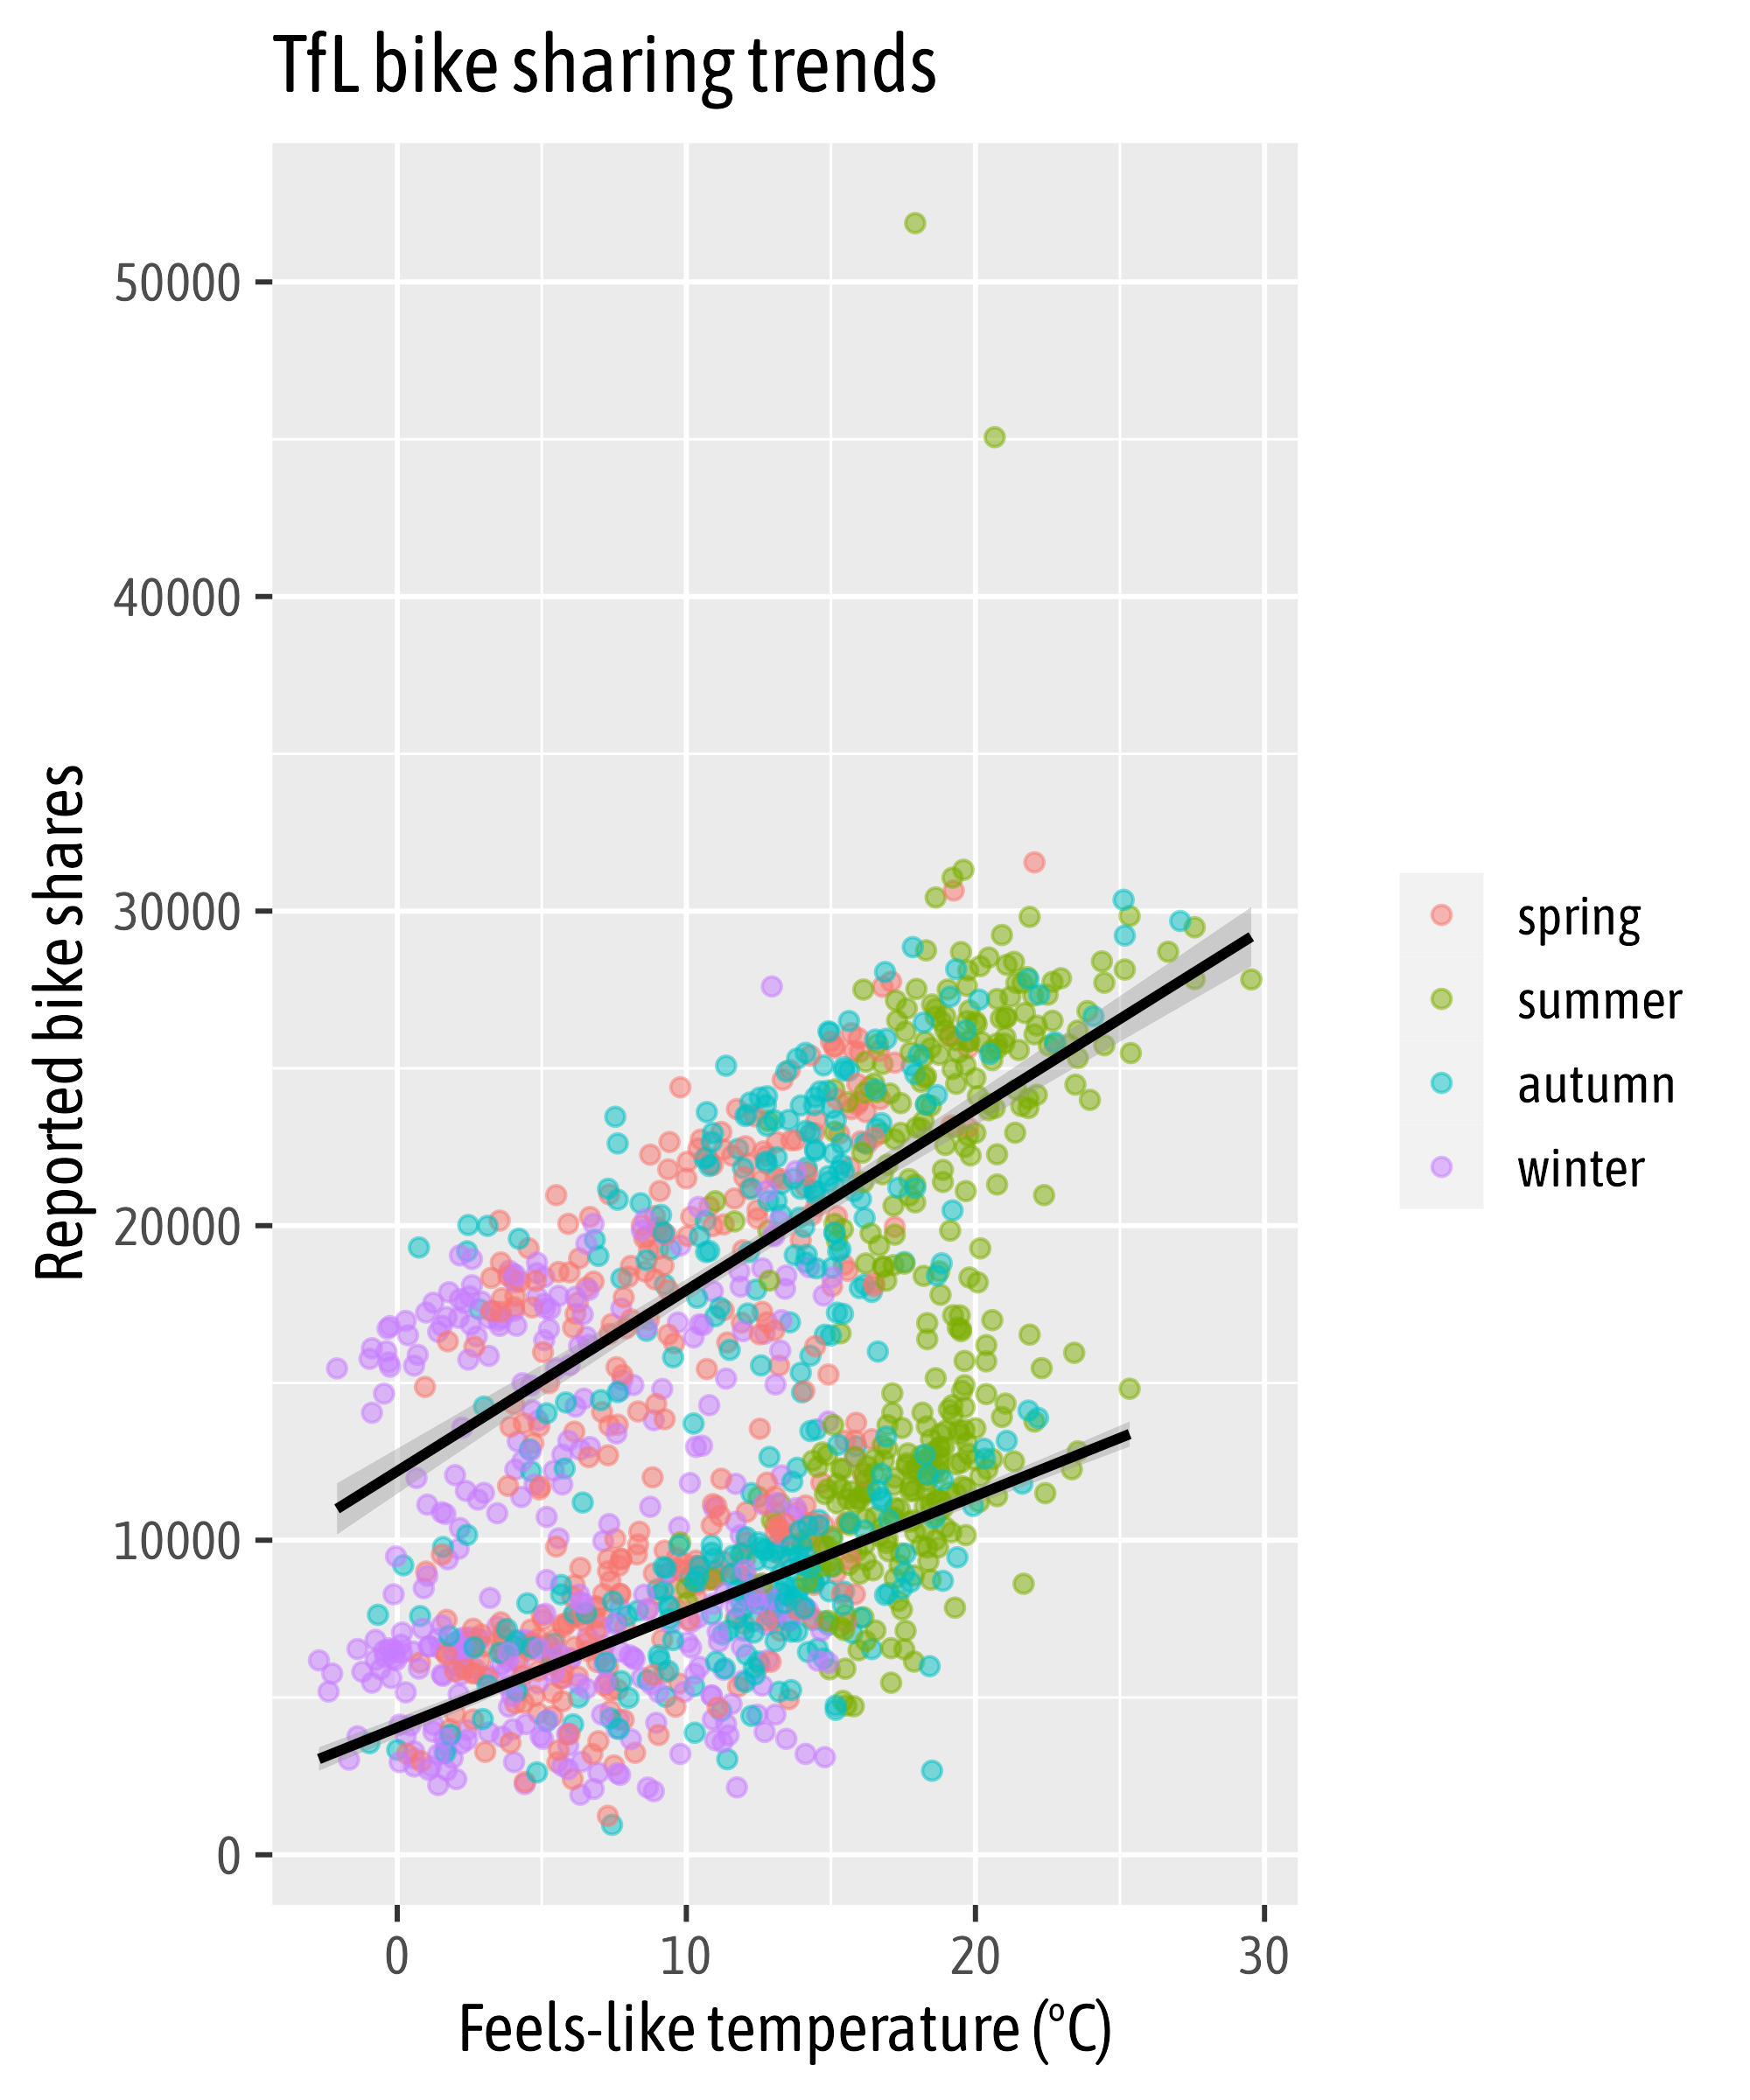 TfL bike sharing trends
Reported bike shares
50000
40000
30000
20000
10000
0
0 10 20 30
Feels-like temperature (°C)
spring
summer
autumn
winter